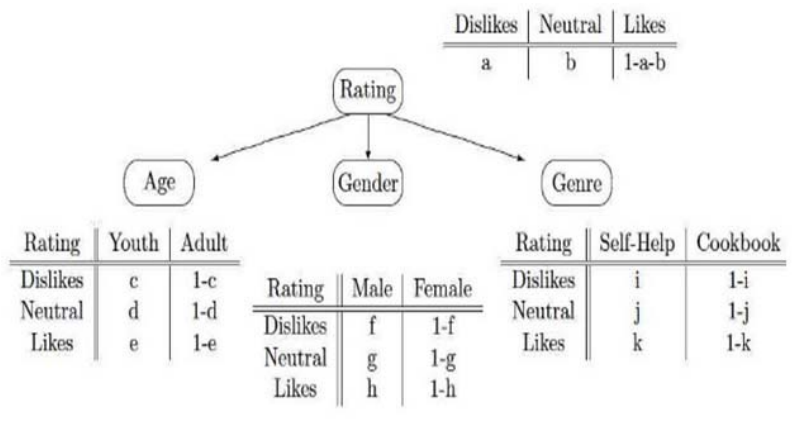 Dislikes Neutral Likes
a b 1-a-b
Rating
Age Gender Genre
Rating Youth Adult
Dislikes c 1-c
Neutral d 1-d
Likes e 1-e
Rating Male Female
Dislikes f 1-f
Neutral g 1-g
Likes h 1-h
Rating Self-Help Cookbook
Dislikes i 1-i
Neutral j 1-j
Likes k 1-k